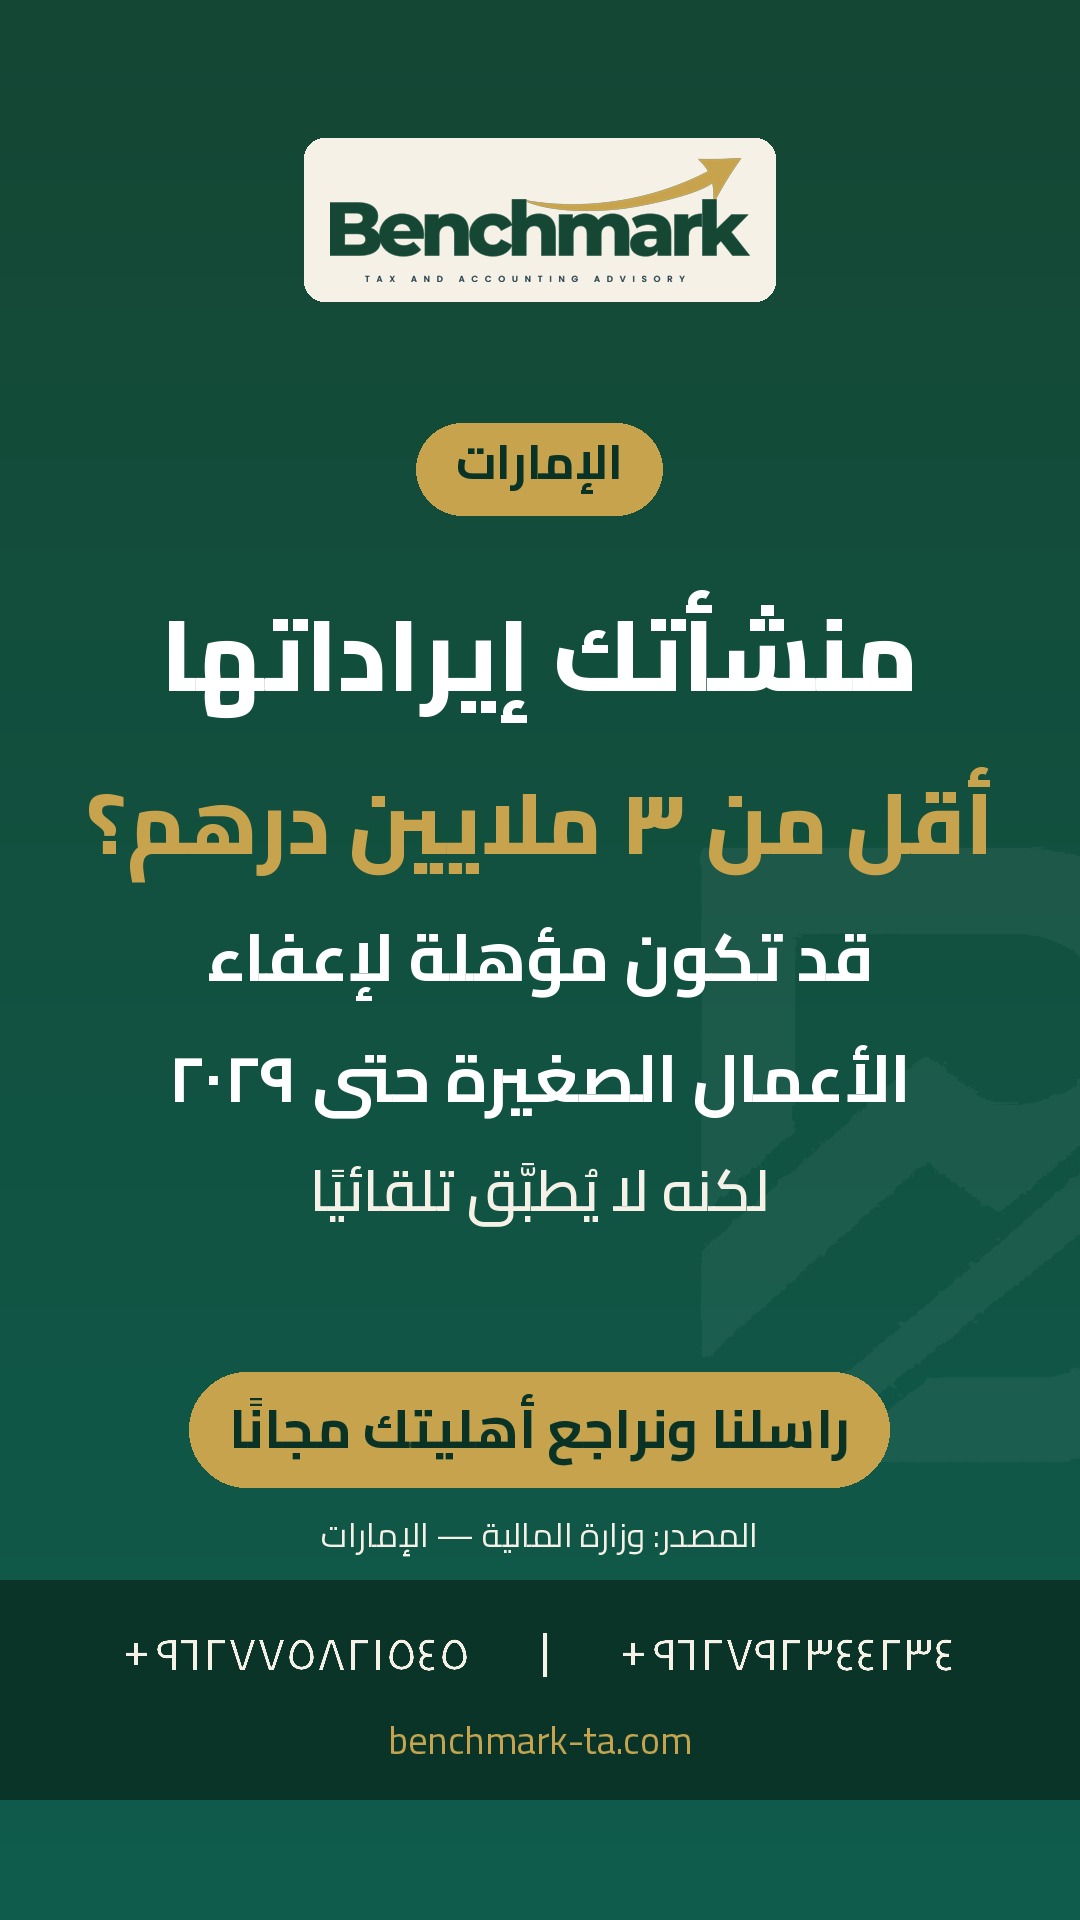 Benchmark
TAX AND ACCOUNTING ADVISORY
الإمارات
منشأتك إيراداتها
أقل من ٣ ملايين درهم؟
قد تكون مؤهلة لإعفاء
الأعمال الصغيرة حتى ٢٠٢٩
لكنه لا يُطبَّق تلقائيًا
راسلنا ونراجع أهليتك مجانًا
المصدر: وزارة المالية — الإمارات
+٩٦٢٧٧٥٨٢١٥٤٥ | +٩٦٢٧٩٢٣٤٤٢٣٤
benchmark-ta.com